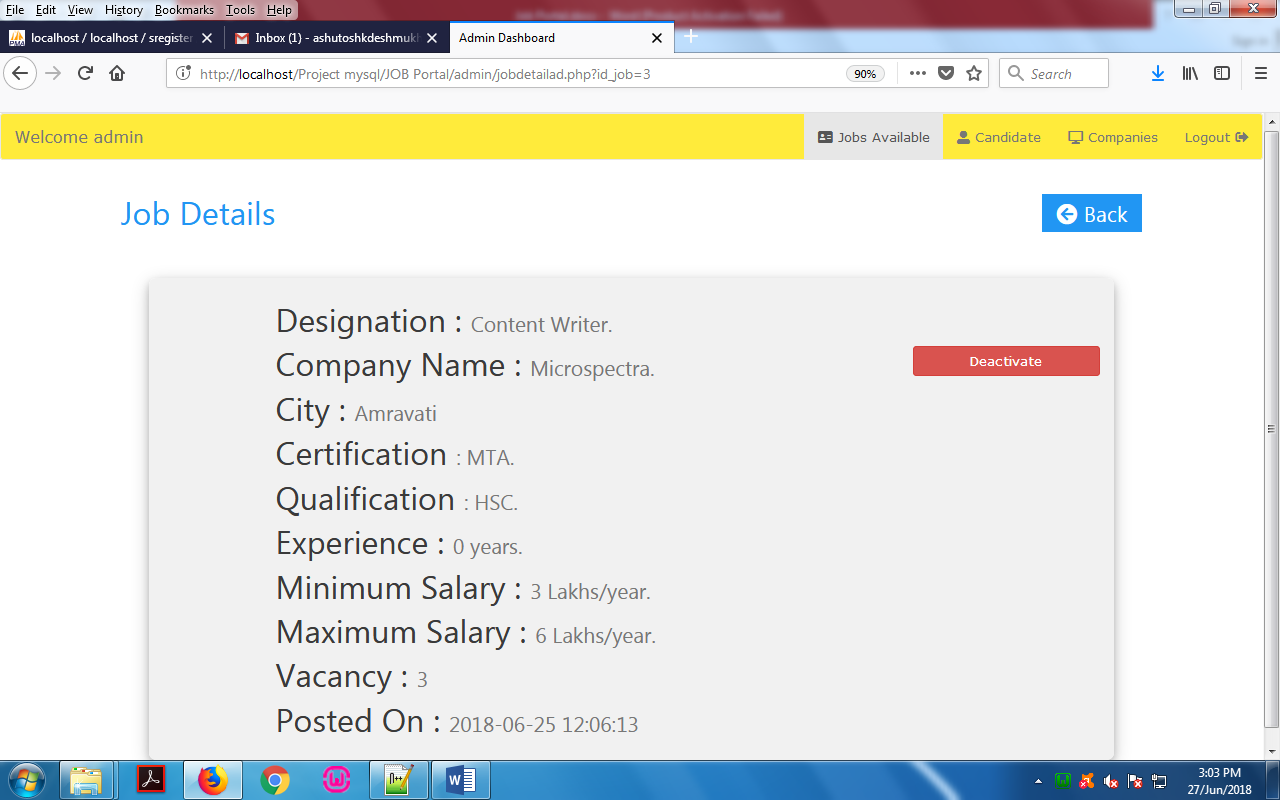 File Edit View History Bookmarks Tools Help
localhost / localhost / sregister
Inbox (1) - ashutoshkdeshmukh
Admin Dashboard
http://localhost/Project mysql/JOB Portal/admin/jobdetailad.php?id_job=3
90%
Search
Welcome admin
Jobs Available
Candidate
Companies
Logout
Job Details
Back
Designation : Content Writer.
Company Name : Microspectra.
Deactivate
City : Amravati
Certification : MTA.
Qualification : HSC.
Experience : 0 years.
Minimum Salary : 3 Lakhs/year.
Maximum Salary : 6 Lakhs/year.
Vacancy : 3
Posted On : 2018-06-25 12:06:13
3:03 PM
27/Jun/2018